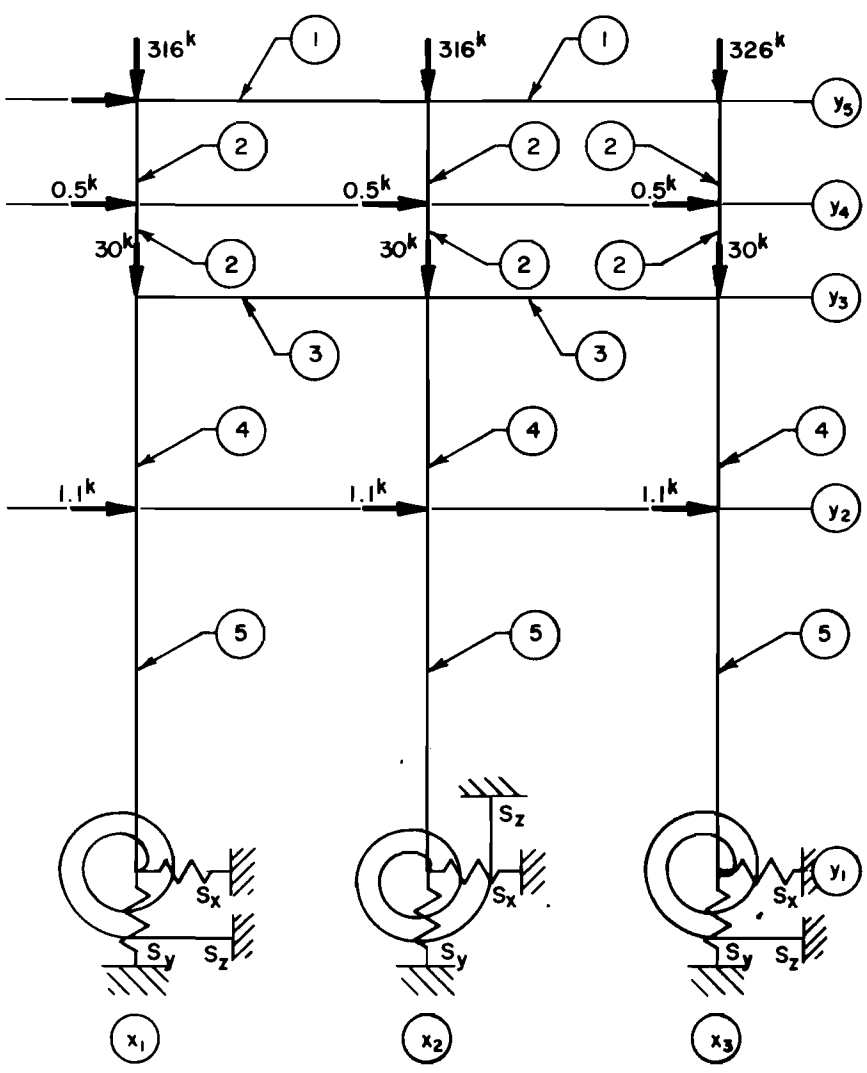 316k 1 316k 1 326k
y5
2 2 2
0.5k 0.5k 0.5k y4
30k 2 30k 2 2 30k
y3
3 3
4 4 4
1.1k 1.1k 1.1k y2
5 5 5
Sz
y1
Sx Sx Sx
Sy Sz Sy Sy Sz
x1 x2 x3